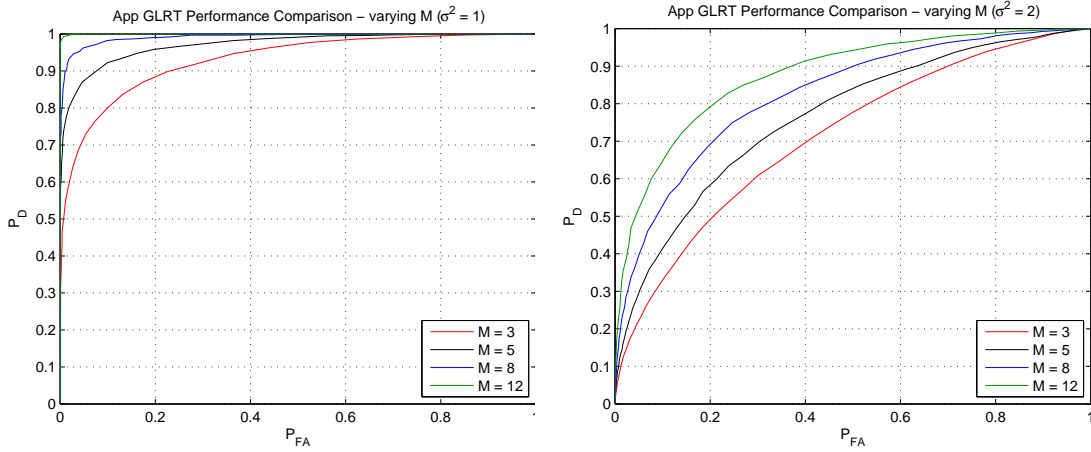 App GLRT Performance Comparison − varying M (σ² = 1)
1
0.9
0.8
0.7
0.6
0.5
0.4
0.3
0.2
0.1
0
P_D
0
0.2
0.4
0.6
0.8
1
P_FA
M = 3
M = 5
M = 8
M = 12
App GLRT Performance Comparison − varying M (σ² = 2)
1
0.9
0.8
0.7
0.6
0.5
0.4
0.3
0.2
0.1
0
P_D
0
0.2
0.4
0.6
0.8
1
P_FA
M = 3
M = 5
M = 8
M = 12